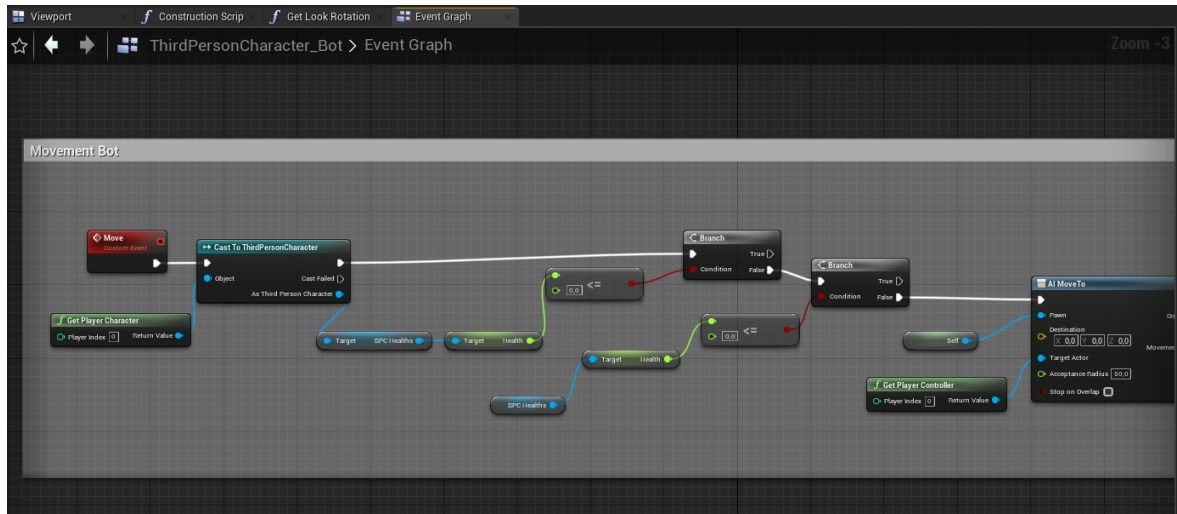 Viewport
f Construction Scrip
f Get Look Rotation
Event Graph
ThirdPersonCharacter_Bot > Event Graph
Zoom -3
Movement Bot
Move
Custom Event
Cast To ThirdPersonCharacter
Object
Cast Failed
As Third Person Character
f Get Player Character
Player Index 0
Return Value
Target
BPC Healths
Target
Health
0,0
<=
Branch
True
Condition
False
Target
Health
0,0
<=
BPC Healths
Branch
True
Condition
False
Self
f Get Player Controller
Player Index 0
Return Value
AI MoveTo
Pawn
On
Destination
X 0,0 Y 0,0 Z 0,0
Movemen
Target Actor
Acceptance Radius 50,0
Stop on Overlap